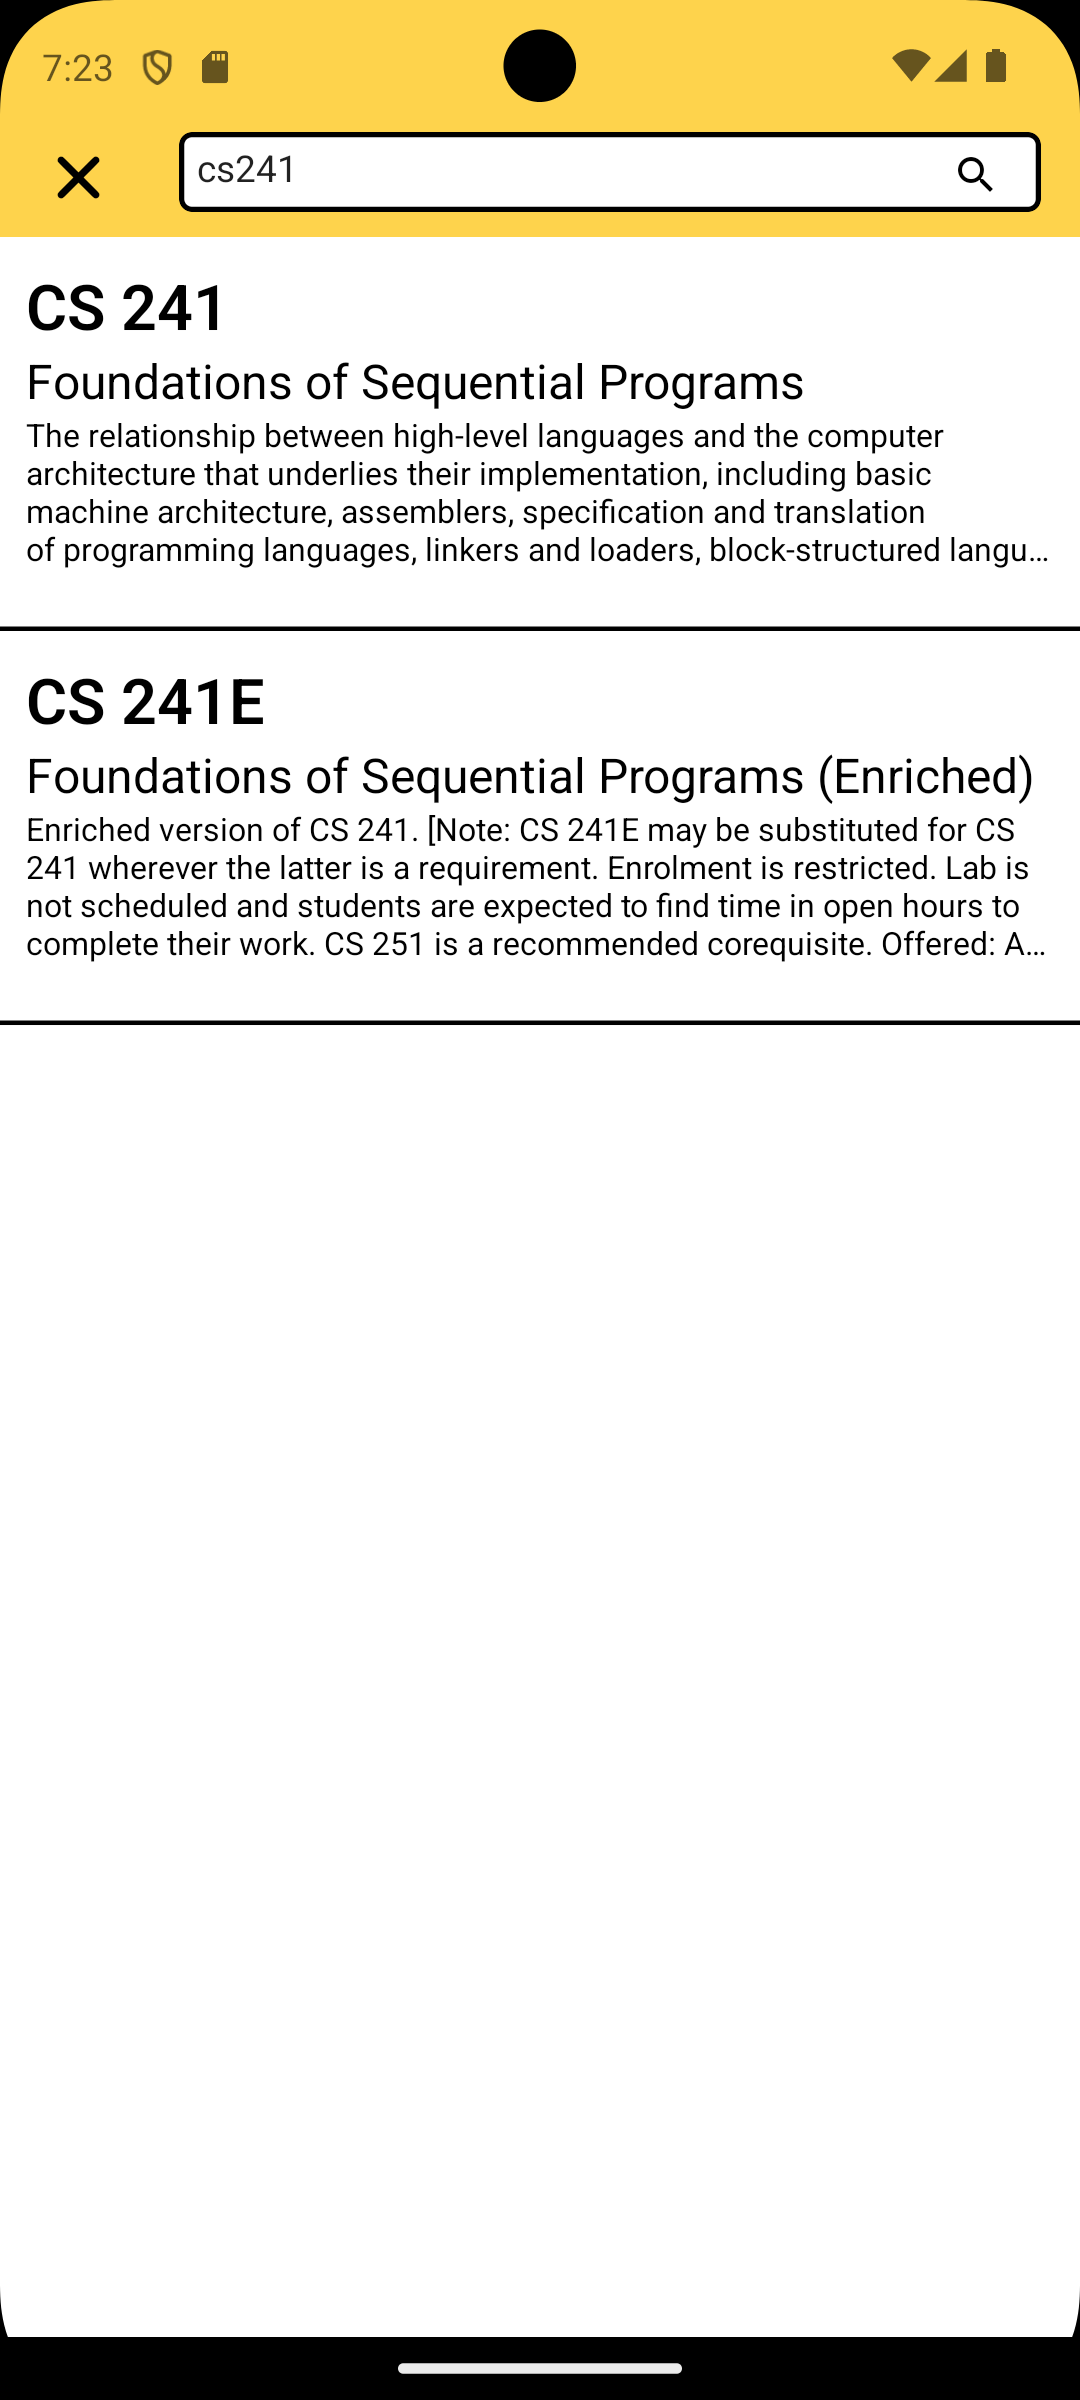 7:23
cs241
CS 241
Foundations of Sequential Programs
The relationship between high-level languages and the computer
architecture that underlies their implementation, including basic
machine architecture, assemblers, specification and translation
of programming languages, linkers and loaders, block-structured langu...
CS 241E
Foundations of Sequential Programs (Enriched)
Enriched version of CS 241. [Note: CS 241E may be substituted for CS
241 wherever the latter is a requirement. Enrolment is restricted. Lab is
not scheduled and students are expected to find time in open hours to
complete their work. CS 251 is a recommended corequisite. Offered: A...